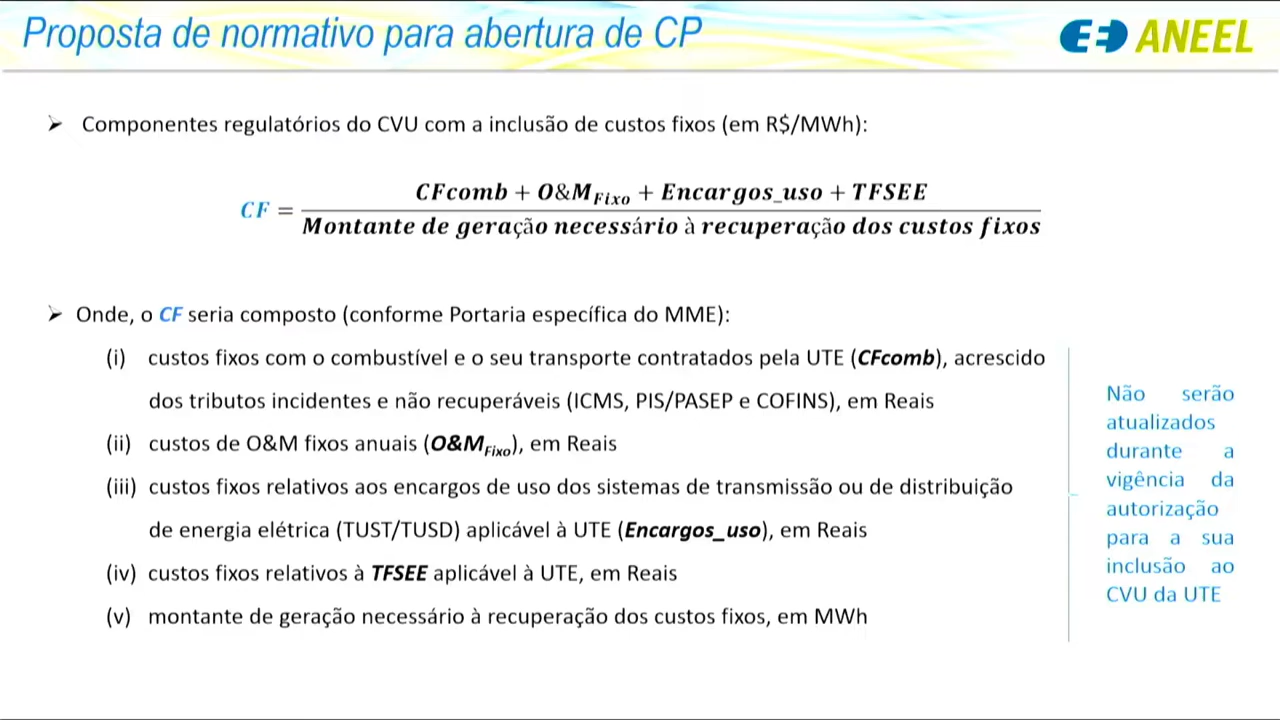 Proposta de normativo para abertura de CP
ANEEL
➢ Componentes regulatórios do CVU com a inclusão de custos fixos (em R$/MWh):
CF = (CFcomb + O&M_Fixo + Encargos_uso + TFSEE) / (Montante de geração necessário à recuperação dos custos fixos)
➢ Onde, o CF seria composto (conforme Portaria específica do MME):
(i) custos fixos com o combustível e o seu transporte contratados pela UTE (CFcomb), acrescido
dos tributos incidentes e não recuperáveis (ICMS, PIS/PASEP e COFINS), em Reais
(ii) custos de O&M fixos anuais (O&M_Fixo), em Reais
(iii) custos fixos relativos aos encargos de uso dos sistemas de transmissão ou de distribuição
de energia elétrica (TUST/TUSD) aplicável à UTE (Encargos_uso), em Reais
(iv) custos fixos relativos à TFSEE aplicável à UTE, em Reais
(v) montante de geração necessário à recuperação dos custos fixos, em MWh
Não serão
atualizados
durante a
vigência da
autorização
para a sua
inclusão ao
CVU da UTE